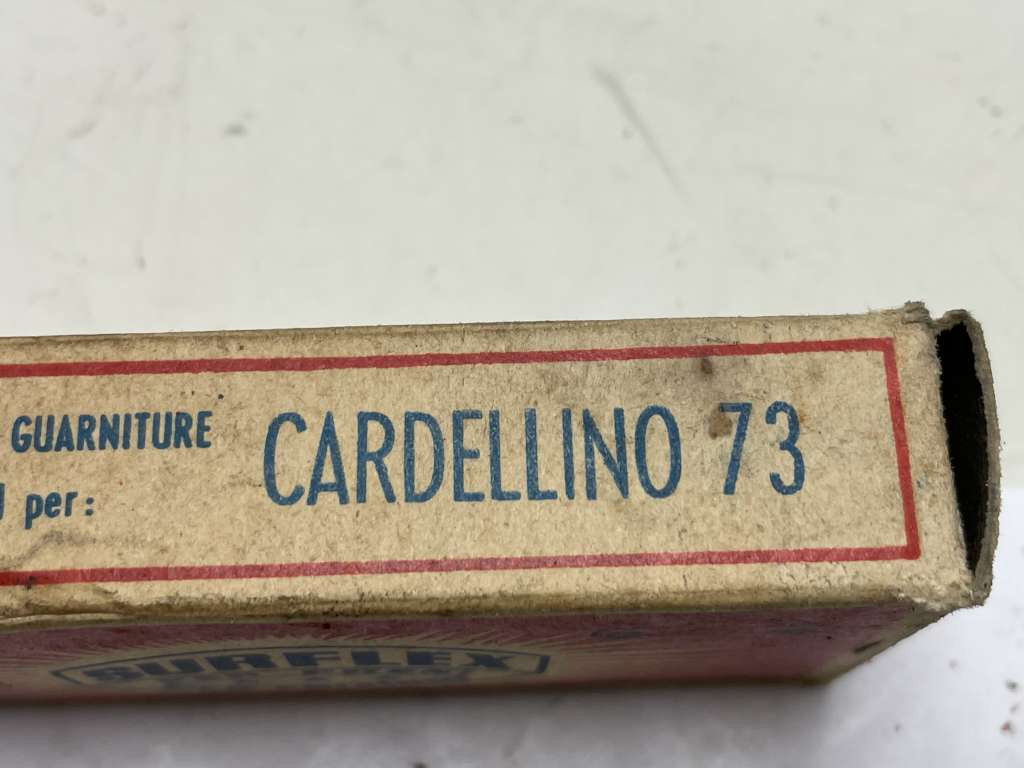 GUARNITURE
per:
CARDELLINO 73
SURFLEX